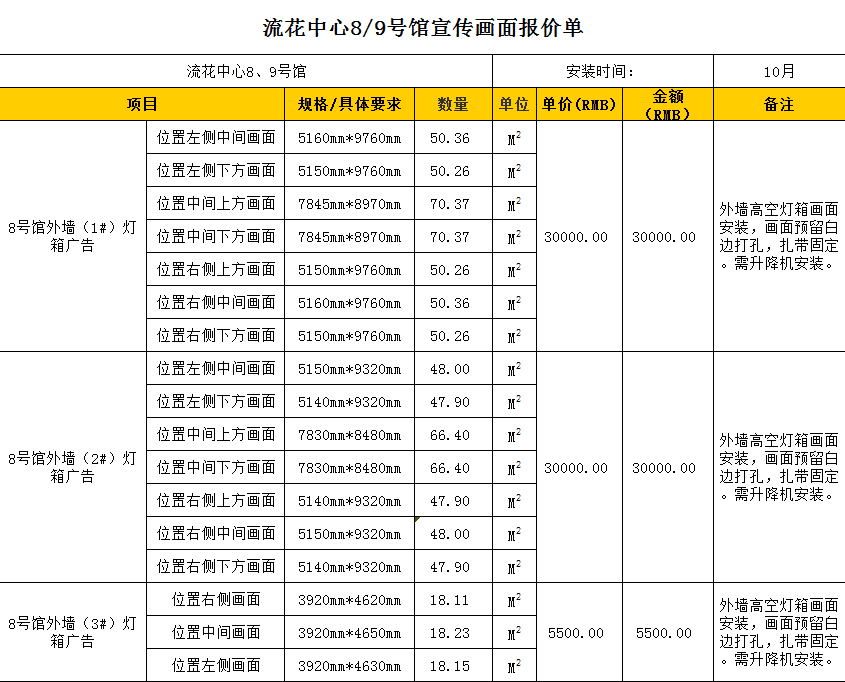 流花中心8/9号馆宣传画面报价单
流花中心8、9号馆 安装时间: 10月
项目 规格/具体要求 数量 单位 单价(RMB) 金额（RMB） 备注
8号馆外墙（1#）灯箱广告
位置左侧中间画面 5160mm*9760mm 50.36 M²
位置左侧下方画面 5150mm*9760mm 50.26 M²
位置中间上方画面 7845mm*8970mm 70.37 M²
位置中间下方画面 7845mm*8970mm 70.37 M²
位置右侧上方画面 5150mm*9760mm 50.26 M²
位置右侧中间画面 5160mm*9760mm 50.36 M²
位置右侧下方画面 5150mm*9760mm 50.26 M²
30000.00 30000.00
外墙高空灯箱画面
安装，画面预留白
边打孔，扎带固定
。需升降机安装。
8号馆外墙（2#）灯箱广告
位置左侧中间画面 5150mm*9320mm 48.00 M²
位置左侧下方画面 5140mm*9320mm 47.90 M²
位置中间上方画面 7830mm*8480mm 66.40 M²
位置中间下方画面 7830mm*8480mm 66.40 M²
位置右侧上方画面 5140mm*9320mm 47.90 M²
位置右侧中间画面 5150mm*9320mm 48.00 M²
位置右侧下方画面 5140mm*9320mm 47.90 M²
30000.00 30000.00
外墙高空灯箱画面
安装，画面预留白
边打孔，扎带固定
。需升降机安装。
8号馆外墙（3#）灯箱广告
位置右侧画面 3920mm*4620mm 18.11 M²
位置中间画面 3920mm*4650mm 18.23 M²
位置左侧画面 3920mm*4630mm 18.15 M²
5500.00 5500.00
外墙高空灯箱画面
安装，画面预留白
边打孔，扎带固定
。需升降机安装。